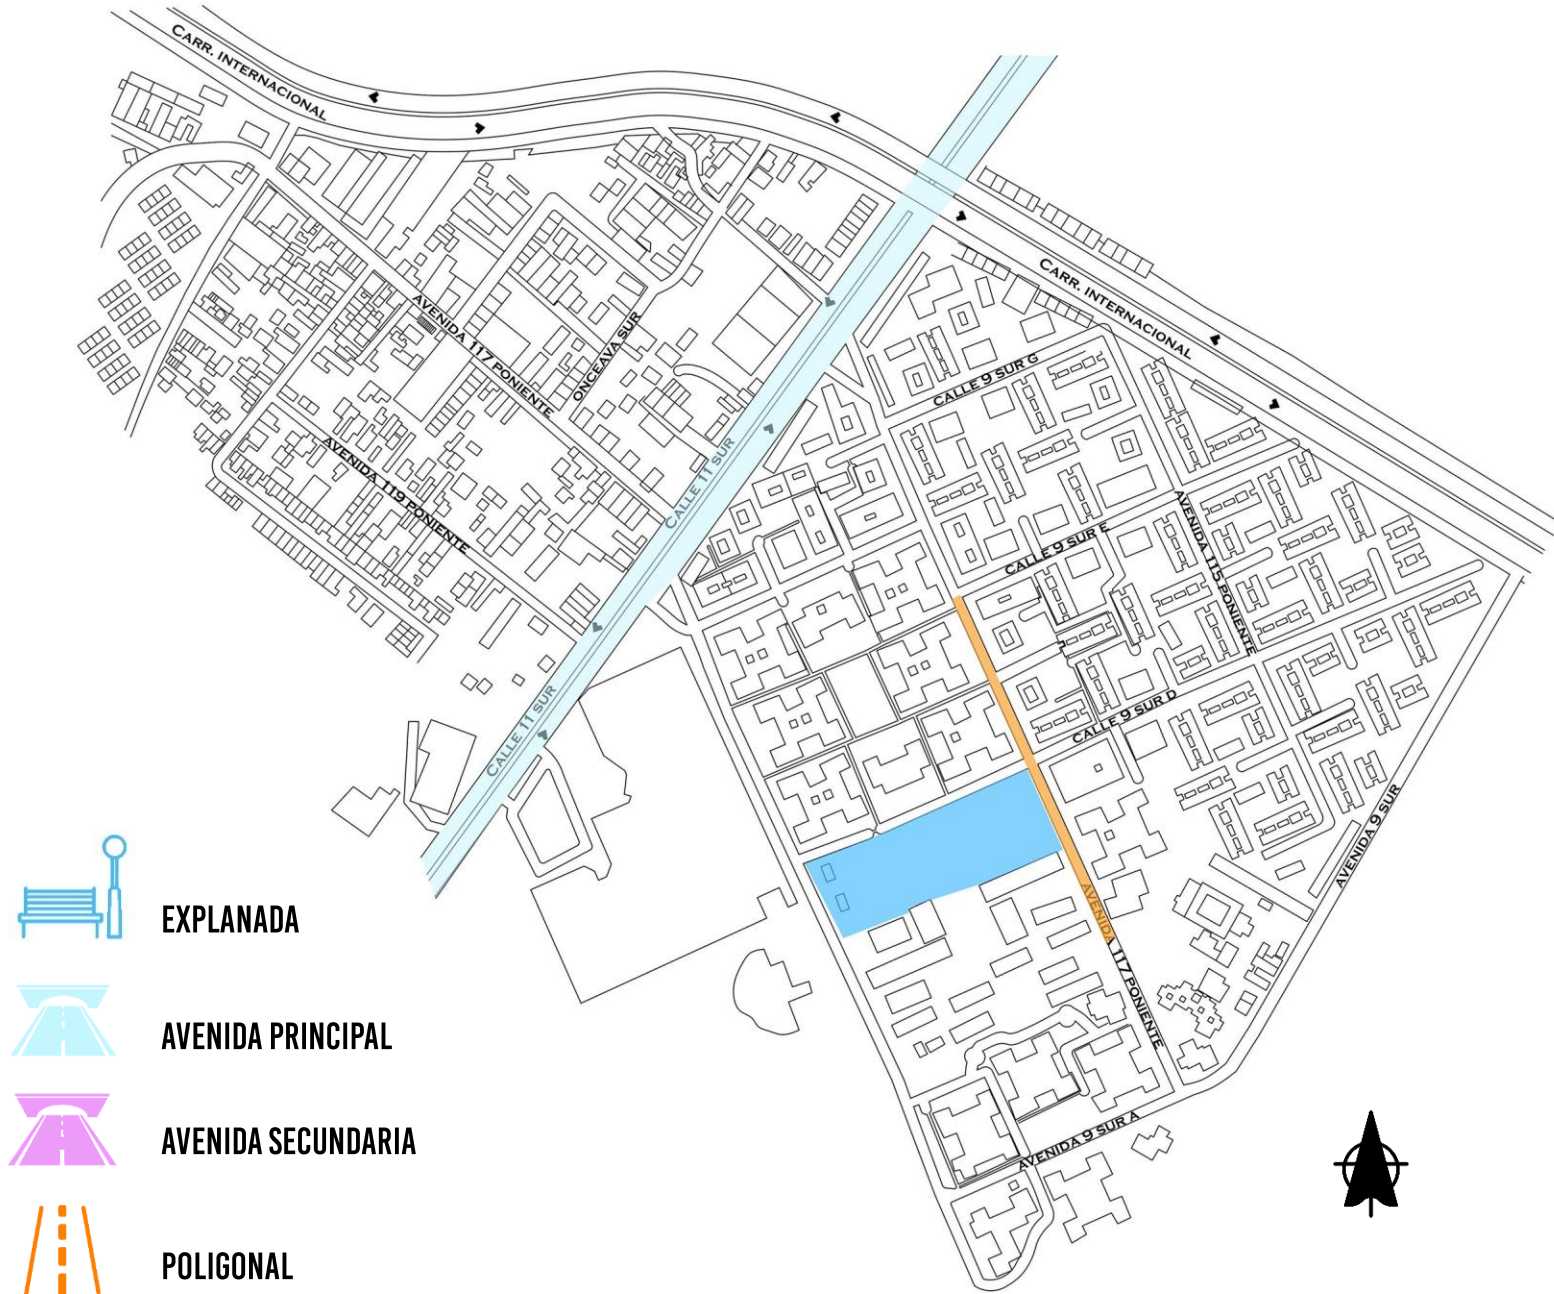 CARR. INTERNACIONAL
CARR. INTERNACIONAL
AVENIDA 117 PONIENTE
ONCEAVA SUR
CALLE 9 SUR G
AVENIDA 119 PONIENTE
CALLE 11 SUR
CALLE 9 SUR E
AVENIDA 115 PONIENTE
CALLE 11 SUR
CALLE 9 SUR D
AVENIDA 9 SUR
AVENIDA 117 PONIENTE
AVENIDA 9 SUR A
EXPLANADA
AVENIDA PRINCIPAL
AVENIDA SECUNDARIA
POLIGONAL